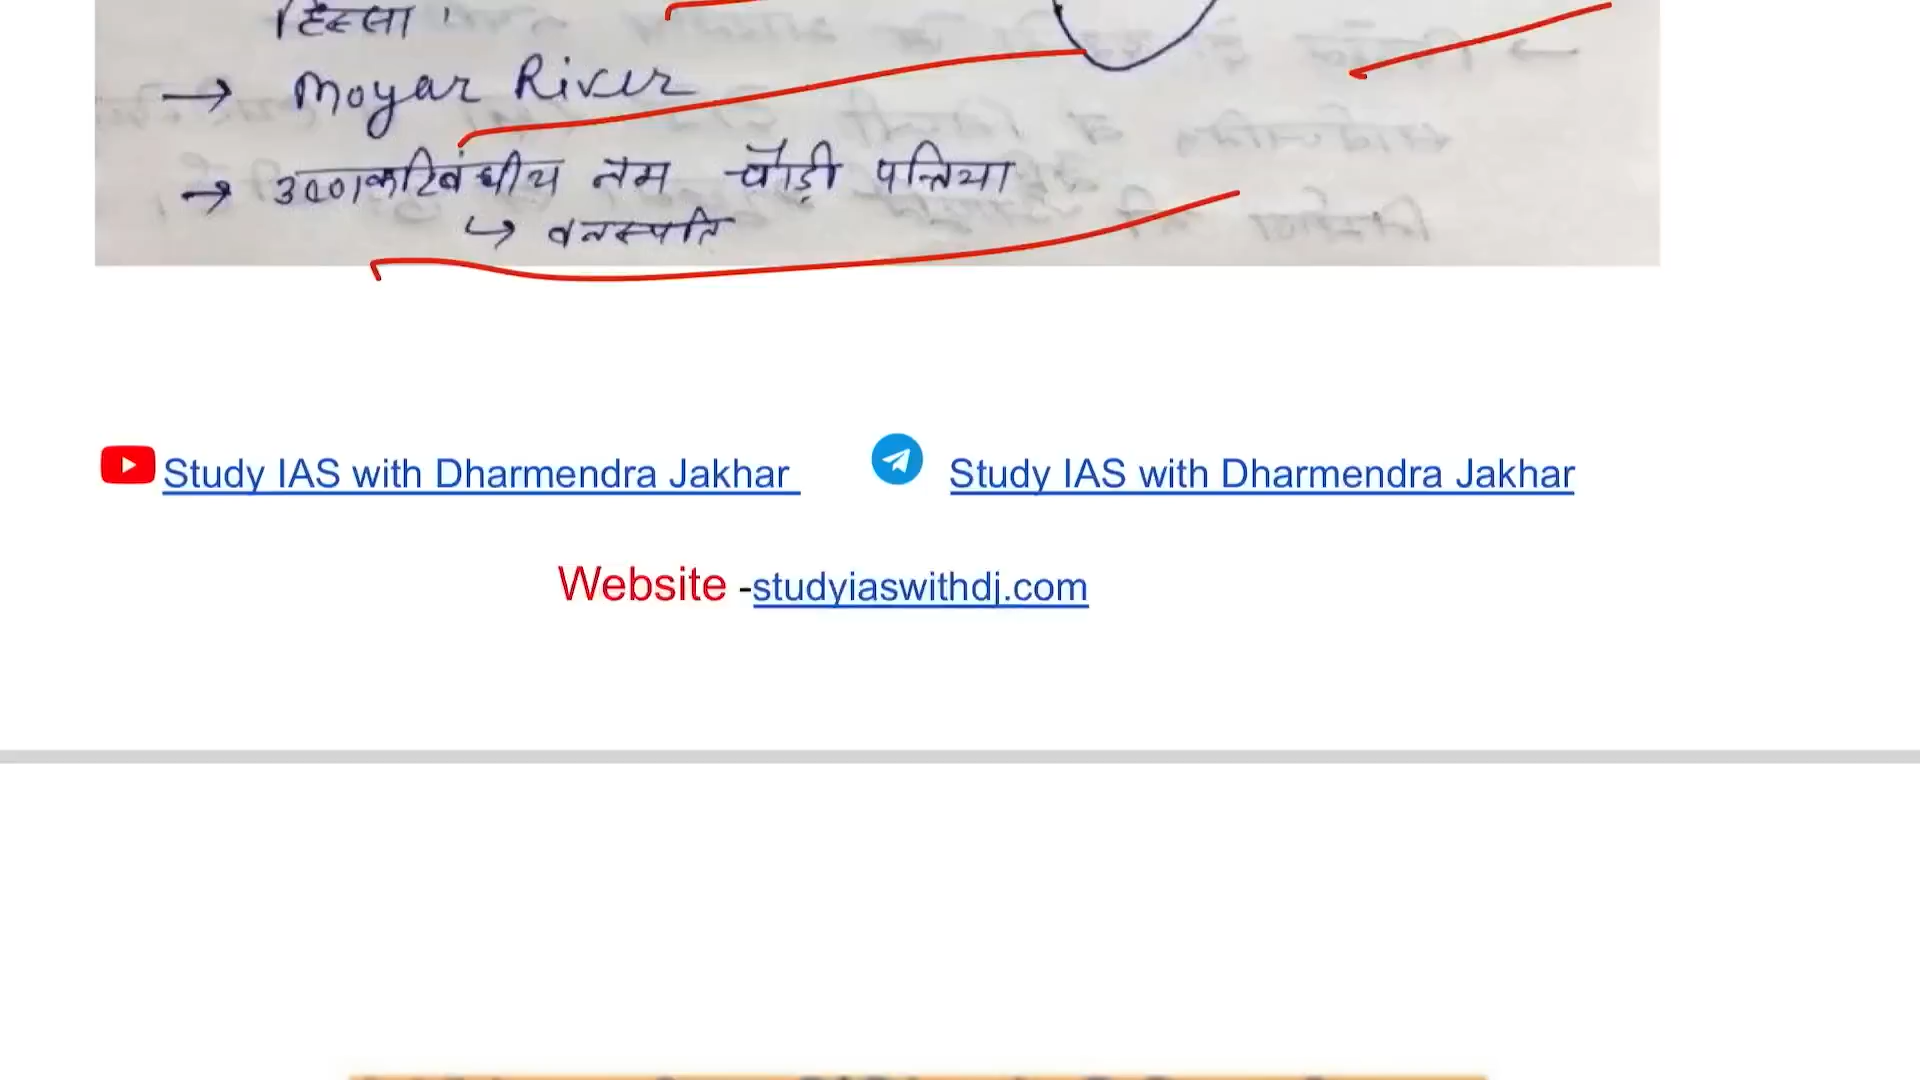 हिस्सा
→ Moyar River
→ उष्णकटिबंधीय नम चौड़ी पत्तिया
↳ वनस्पति
Study IAS with Dharmendra Jakhar Study IAS with Dharmendra Jakhar
Website -studyiaswithdj.com